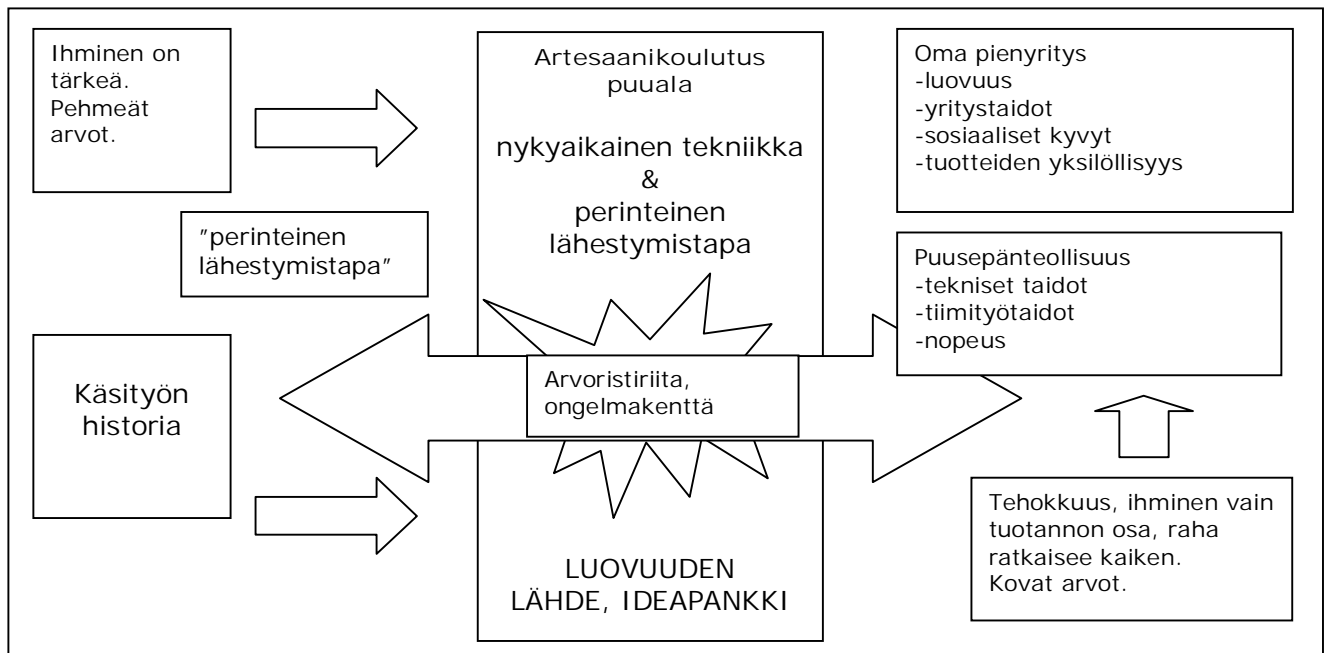 Ihminen on
tärkeä.
Pehmeät
arvot.
"perinteinen
lähestymistapa"
Käsityön
historia
Artesaanikoulutus
puuala
nykyaikainen tekniikka
&
perinteinen
lähestymistapa
Arvoristiriita,
ongelmakenttä
LUOVUUDEN
LÄHDE, IDEAPANKKI
Oma pienyritys
-luovuus
-yritystaidot
-sosiaaliset kyvyt
-tuotteiden yksilöllisyys
Puusepänteollisuus
-tekniset taidot
-tiimityötaidot
-nopeus
Tehokkuus, ihminen vain
tuotannon osa, raha
ratkaisee kaiken.
Kovat arvot.